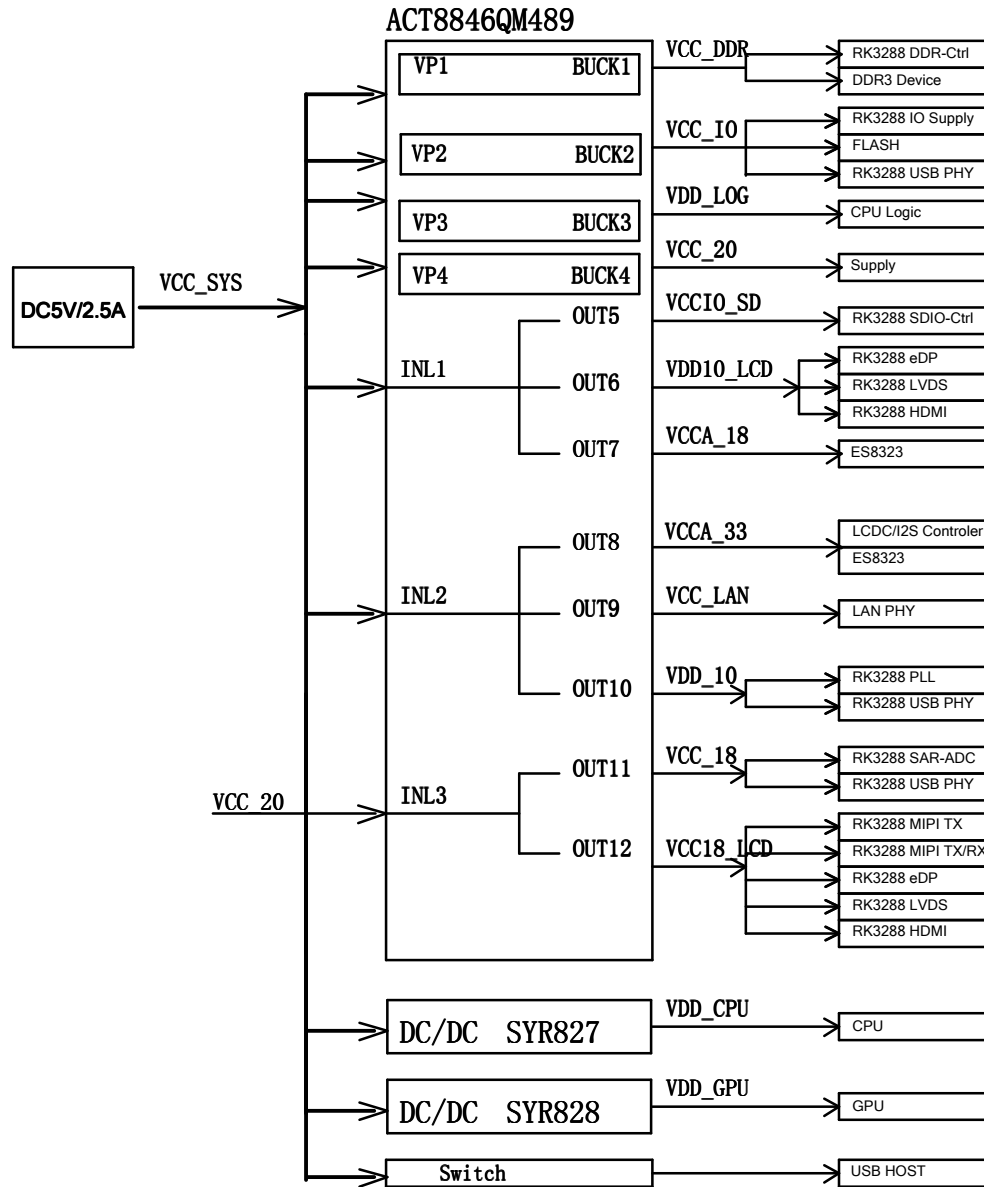 ACT8846QM489
VP1 BUCK1 VCC_DDR RK3288 DDR-Ctrl
DDR3 Device
VP2 BUCK2 VCC_IO RK3288 IO Supply
FLASH
RK3288 USB PHY
VP3 BUCK3 VDD_LOG CPU Logic
VP4 BUCK4 VCC_20 Supply
DC5V/2.5A VCC_SYS
OUT5 VCCIO_SD RK3288 SDIO-Ctrl
INL1 OUT6 VDD10_LCD RK3288 eDP
RK3288 LVDS
RK3288 HDMI
OUT7 VCCA_18 ES8323
OUT8 VCCA_33 LCDC/I2S Controler
ES8323
INL2 OUT9 VCC_LAN LAN PHY
OUT10 VDD_10 RK3288 PLL
RK3288 USB PHY
OUT11 VCC_18 RK3288 SAR-ADC
RK3288 USB PHY
VCC_20 INL3
OUT12 VCC18_LCD RK3288 MIPI TX
RK3288 MIPI TX/RX
RK3288 eDP
RK3288 LVDS
RK3288 HDMI
DC/DC SYR827 VDD_CPU CPU
DC/DC SYR828 VDD_GPU GPU
Switch USB HOST